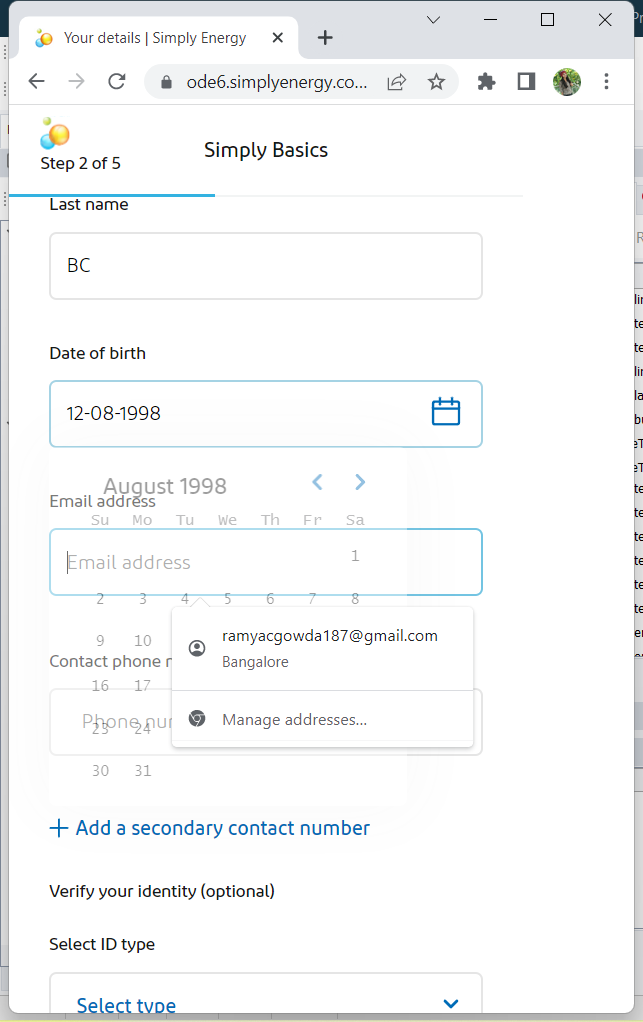 Your details | Simply Energy
ode6.simplyenergy.co...
Step 2 of 5
Simply Basics
Last name
BC
Date of birth
12-08-1998
August 1998
Email address
Su Mo Tu We Th Fr Sa
Email address
1
2 3 4 5 6 7 8
ramyacgowda187@gmail.com
9 10
Contact phone
Bangalore
16 17
Manage addresses...
Phone
23 24
30 31
Add a secondary contact number
Verify your identity (optional)
Select ID type
Select type